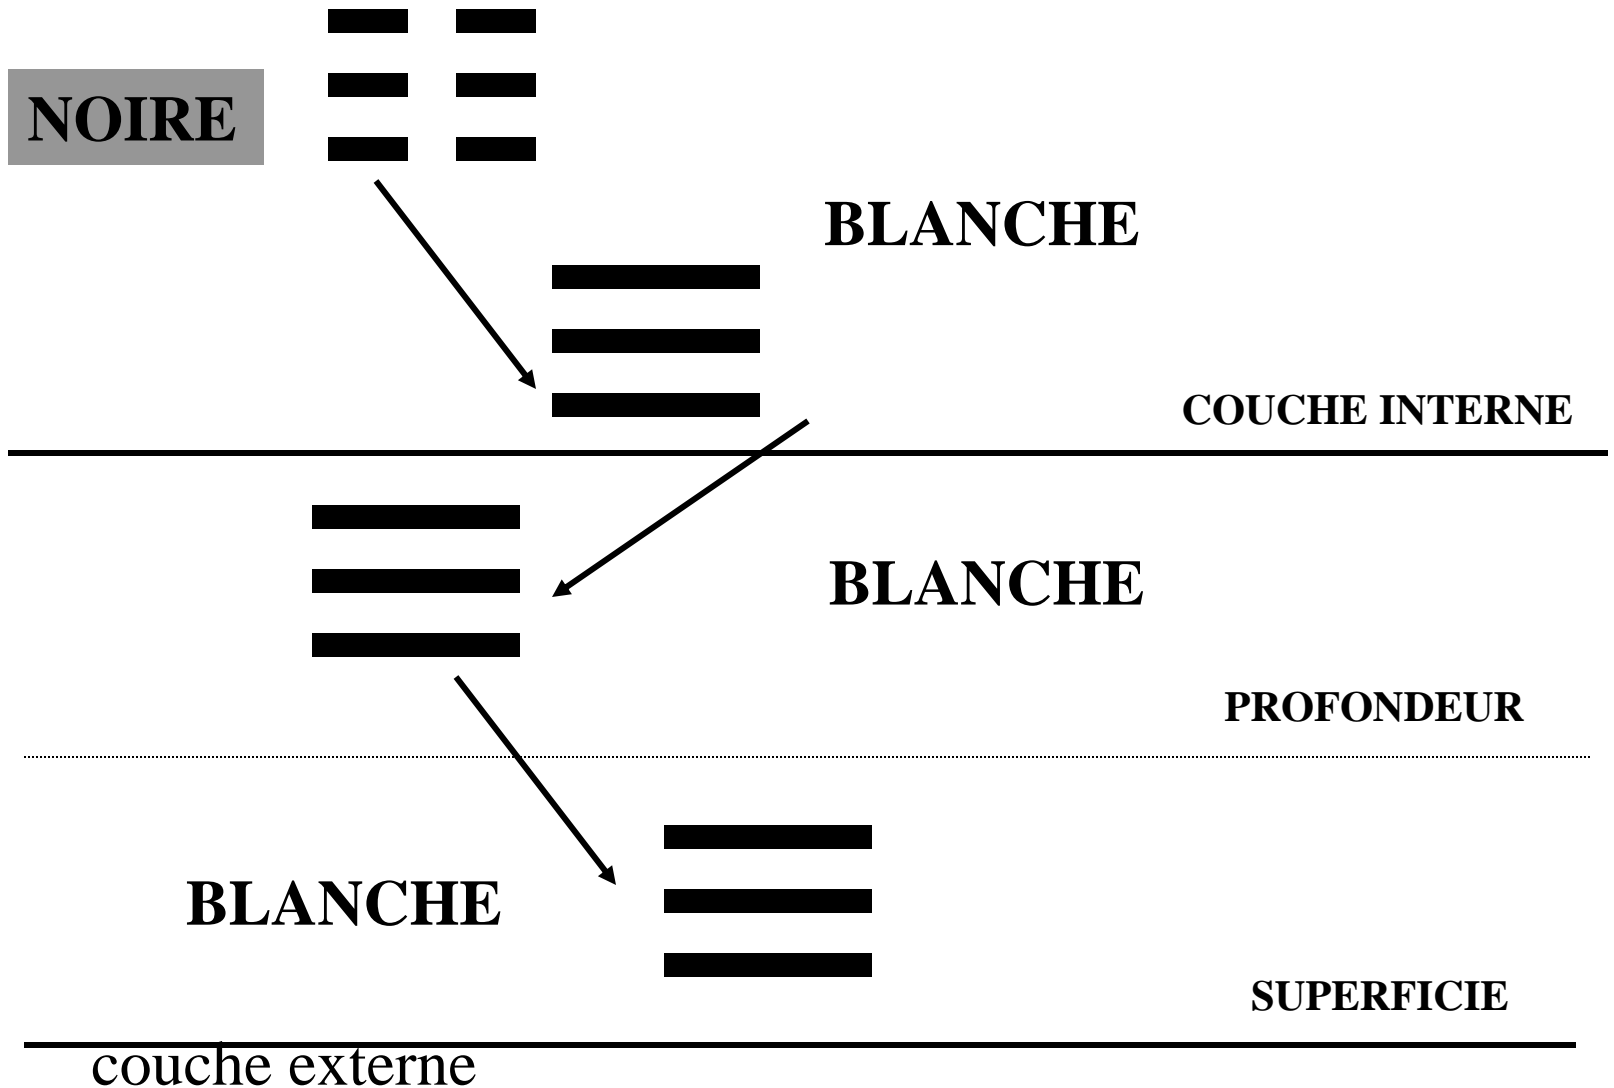 NOIRE
BLANCHE
COUCHE INTERNE
BLANCHE
PROFONDEUR
BLANCHE
SUPERFICIE
couche externe